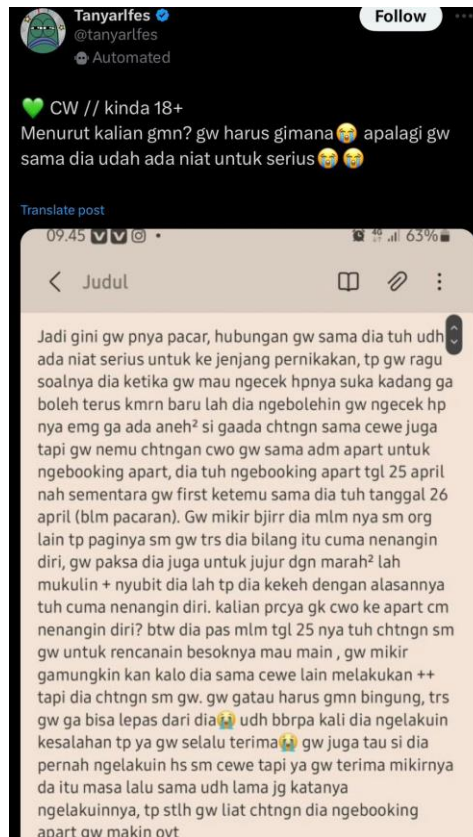 Tanyarlfes
Follow
@tanyarlfes
Automated
💚 CW // kinda 18+
Menurut kalian gmn? gw harus gimana😭 apalagi gw
sama dia udah ada niat untuk serius😭😭
Translate post
09.45
4G
63%
Judul
Jadi gini gw pnya pacar, hubungan gw sama dia tuh udh
ada niat serius untuk ke jenjang pernikakan, tp gw ragu
soalnya dia ketika gw mau ngecek hpnya suka kadang ga
boleh terus kmrn baru lah dia ngebolehin gw ngecek hp
nya emg ga ada aneh² si gaada chtngn sama cewe juga
tapi gw nemu chtngan cwo gw sama adm apart untuk
ngebooking apart, dia tuh ngebooking apart tgl 25 april
nah sementara gw first ketemu sama dia tuh tanggal 26
april (blm pacaran). Gw mikir bjirr dia mlm nya sm org
lain tp paginya sm gw trs dia bilang itu cuma nenangin
diri, gw paksa dia juga untuk jujur dgn marah² lah
mukulin + nyubit dia lah tp dia kekeh dengan alasannya
tuh cuma nenangin diri. kalian prcya gk cwo ke apart cm
nenangin diri? btw dia pas mlm tgl 25 nya tuh chtngn sm
gw untuk rencanain besoknya mau main , gw mikir
gamungkin kan kalo dia sama cewe lain melakukan ++
tapi dia chtngn sm gw. gw gatau harus gmn bingung, trs
gw ga bisa lepas dari dia😭 udh bbrpa kali dia ngelakuin
kesalahan tp ya gw selalu terima😭 gw juga tau si dia
pernah ngelakuin hs sm cewe tapi ya gw terima mikirnya
da itu masa lalu sama udh lama jg katanya
ngelakuinnya, tp stlh gw liat chtngn dia ngebooking
apart gw makin ovt